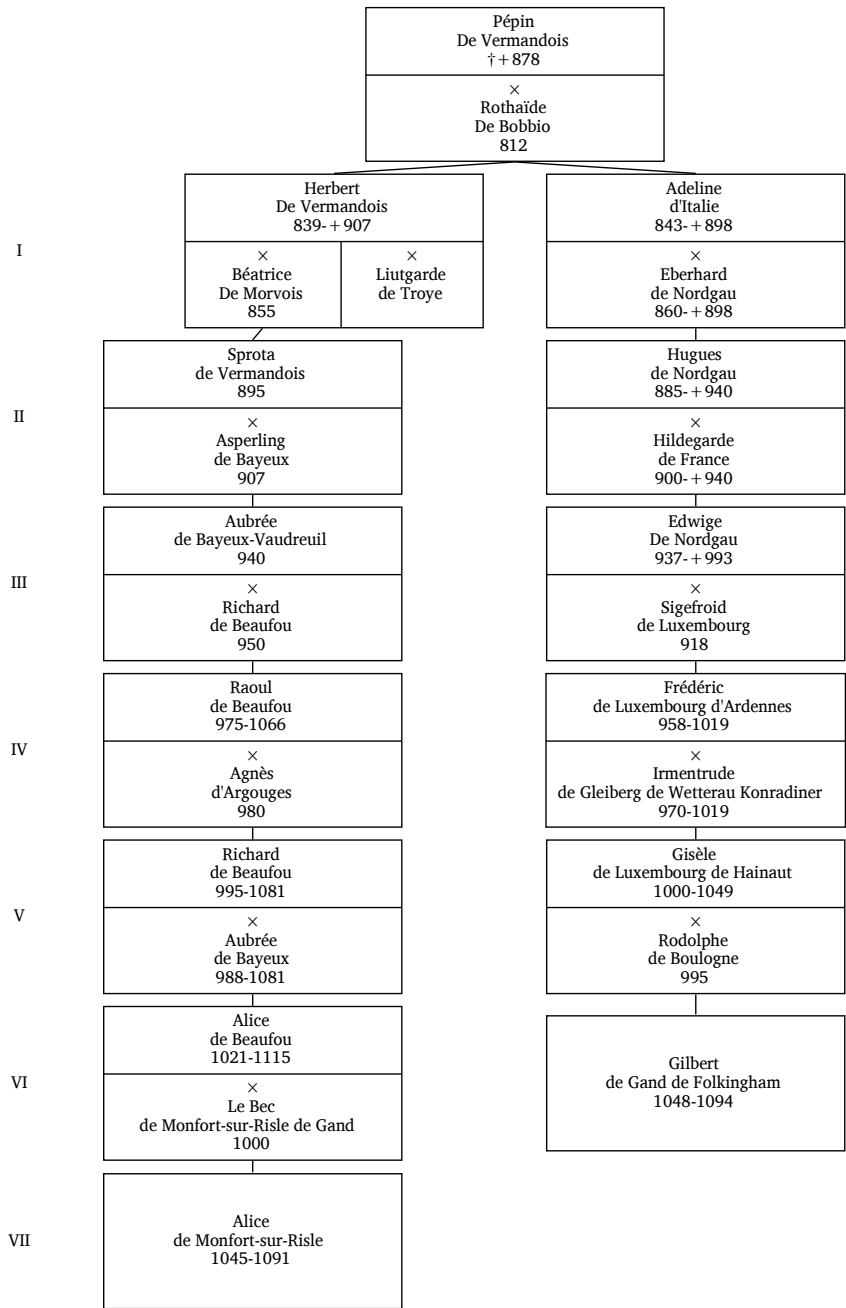 Pépin
De Vermandois
†+878
×
Rothaïde
De Bobbio
812
I
Herbert
De Vermandois
839-+907
×
Béatrice
De Morvois
855
×
Liutgarde
de Troye
Adeline
d'Italie
843-+898
×
Eberhard
de Nordgau
860-+898
II
Sprota
de Vermandois
895
×
Asperling
de Bayeux
907
Hugues
de Nordgau
885-+940
×
Hildegarde
de France
900-+940
III
Aubrée
de Bayeux-Vaudreuil
940
×
Richard
de Beaufou
950
Edwige
De Nordgau
937-+993
×
Sigefroid
de Luxembourg
918
IV
Raoul
de Beaufou
975-1066
×
Agnès
d'Argouges
980
Frédéric
de Luxembourg d'Ardennes
958-1019
×
Irmentrude
de Gleiberg de Wetterau Konradiner
970-1019
V
Richard
de Beaufou
995-1081
×
Aubrée
de Bayeux
988-1081
Gisèle
de Luxembourg de Hainaut
1000-1049
×
Rodolphe
de Boulogne
995
VI
Alice
de Beaufou
1021-1115
×
Le Bec
de Monfort-sur-Risle de Gand
1000
Gilbert
de Gand de Folkingham
1048-1094
VII
Alice
de Monfort-sur-Risle
1045-1091